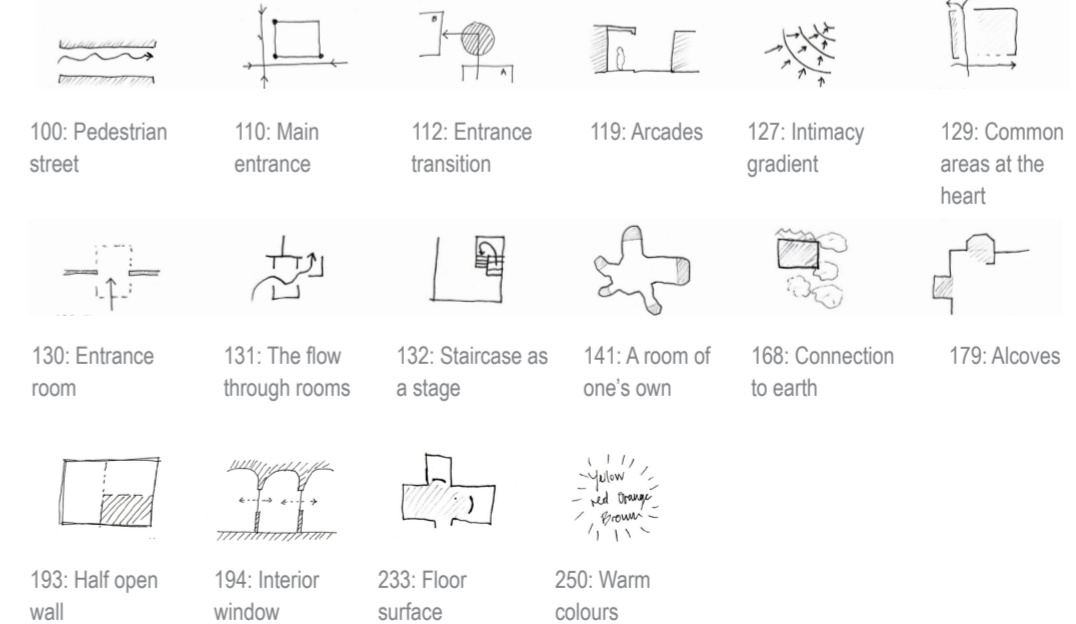 B
A
100: Pedestrian
street
110: Main
entrance
112: Entrance
transition
119: Arcades
127: Intimacy
gradient
129: Common
areas at the
heart
130: Entrance
room
131: The flow
through rooms
132: Staircase as
a stage
141: A room of
one's own
168: Connection
to earth
179: Alcoves
Yellow
red Orange
Brown
193: Half open
wall
194: Interior
window
233: Floor
surface
250: Warm
colours